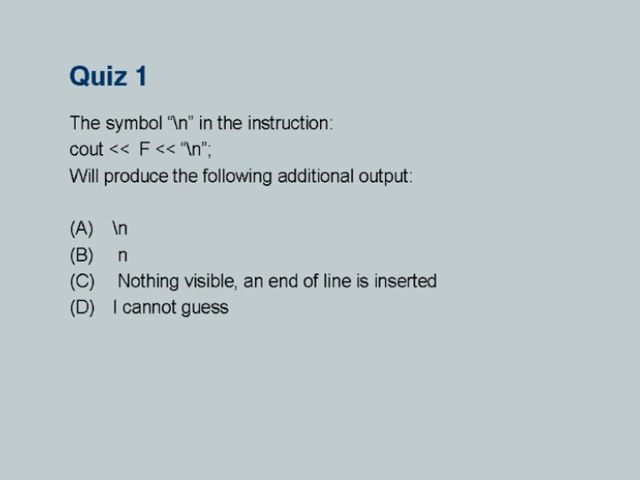 Quiz 1
The symbol “\n” in the instruction:
cout << F << “\n”;
Will produce the following additional output:
(A) \n
(B) n
(C) Nothing visible, an end of line is inserted
(D) I cannot guess